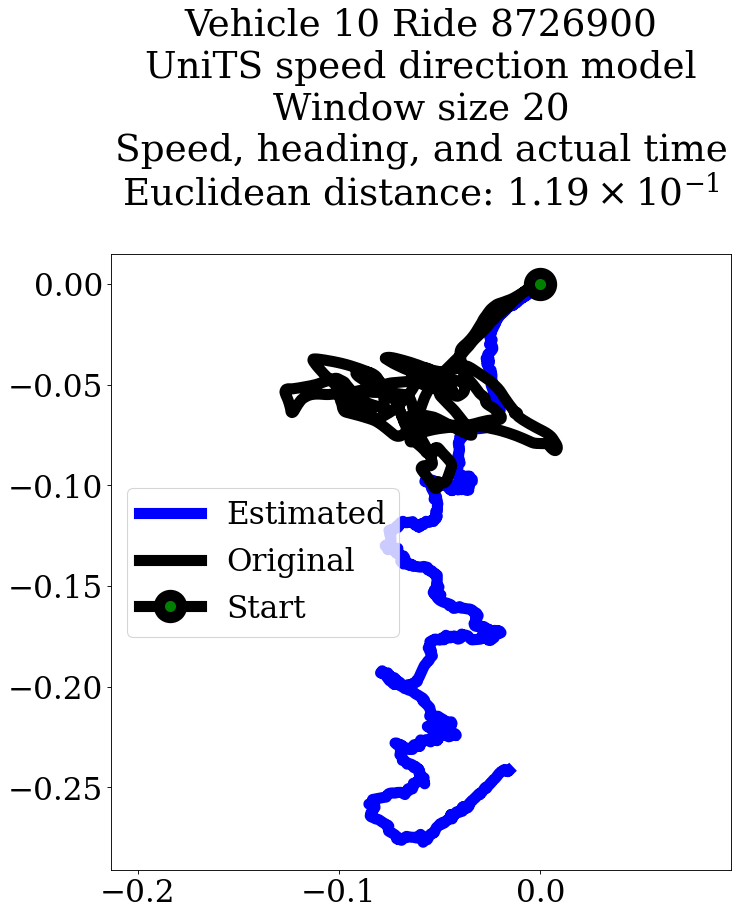 Vehicle 10 Ride 8726900
UniTS speed direction model
Window size 20
Speed, heading, and actual time
Euclidean distance: 1.19 × 10⁻¹
0.00
−0.05
−0.10
−0.15
−0.20
−0.25
Estimated
Original
Start
−0.2 −0.1 0.0